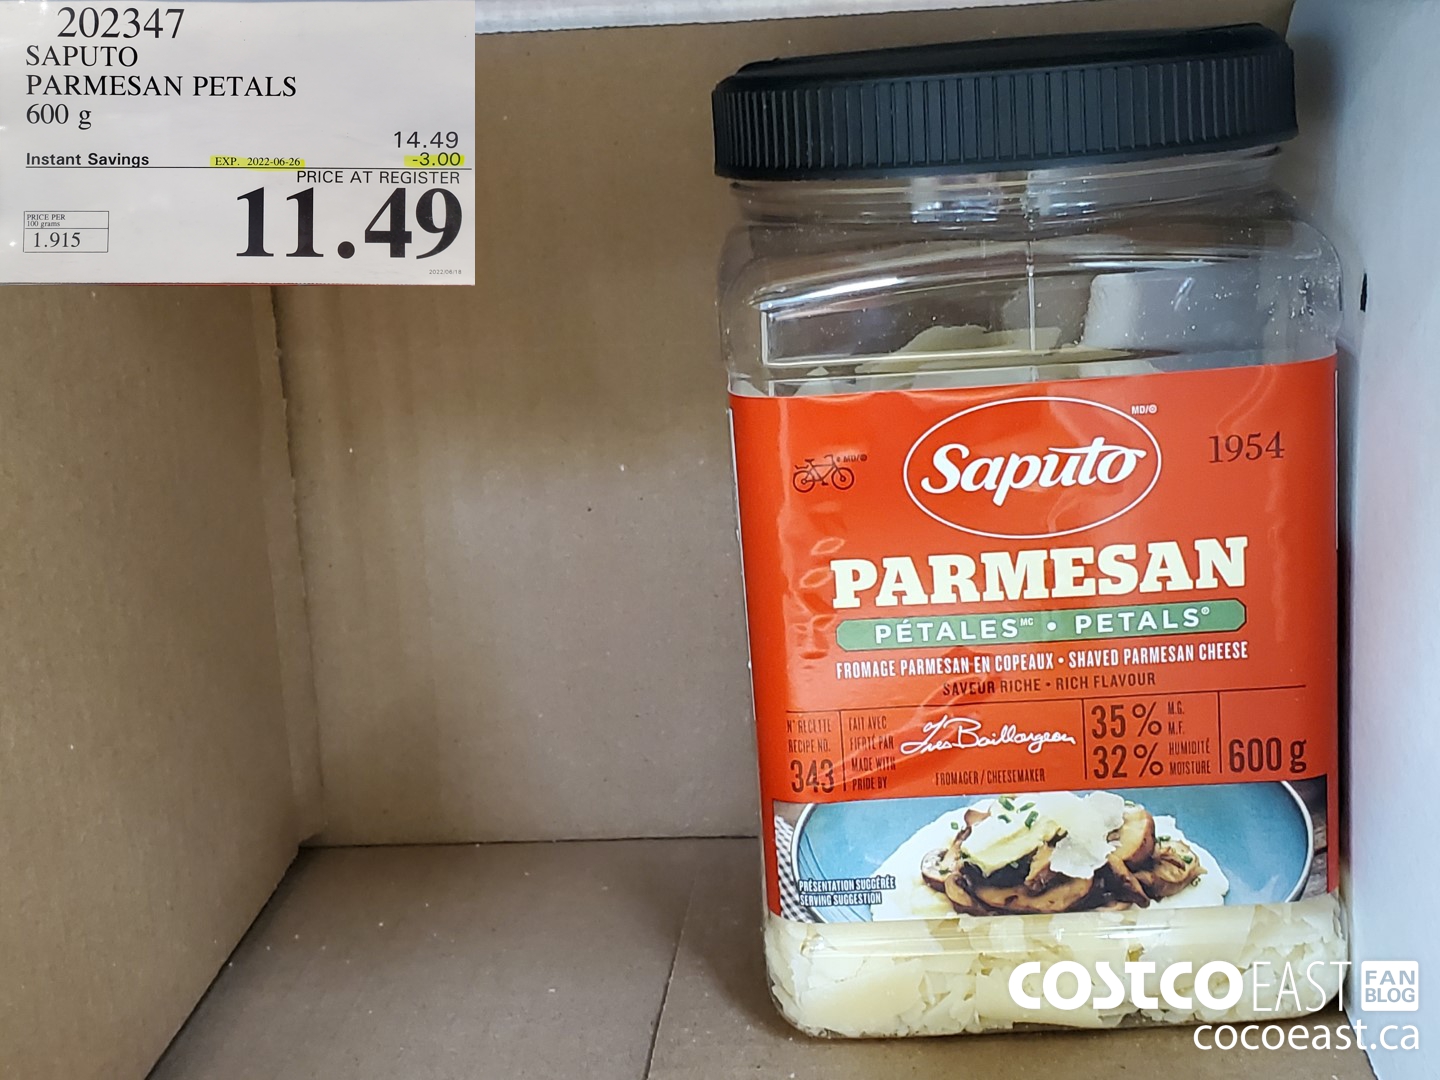 202347
SAPUTO
PARMESAN PETALS
600 g
14.49
Instant Savings EXP. 2022-06-26 -3.00
PRICE AT REGISTER
11.49
PRICE PER
100 grams
1.915
2022/06/18
MD/®
Saputo
® MD/®
1954
PARMESAN
PÉTALES MC • PETALS®
FROMAGE PARMESAN EN COPEAUX • SHAVED PARMESAN CHEESE
SAVEUR RICHE • RICH FLAVOUR
N° RECETTE
RECIPE NO.
343
FAIT AVEC
FIERTÉ PAR
MADE WITH
PRIDE BY
Yves Baillargeon
FROMAGER / CHEESEMAKER
35 % M.G.
M.F.
32 % HUMIDITÉ
MOISTURE
600 g
PRÉSENTATION SUGGÉRÉE
SERVING SUGGESTION
COSTCO EAST FAN
BLOG
cocoeast.ca